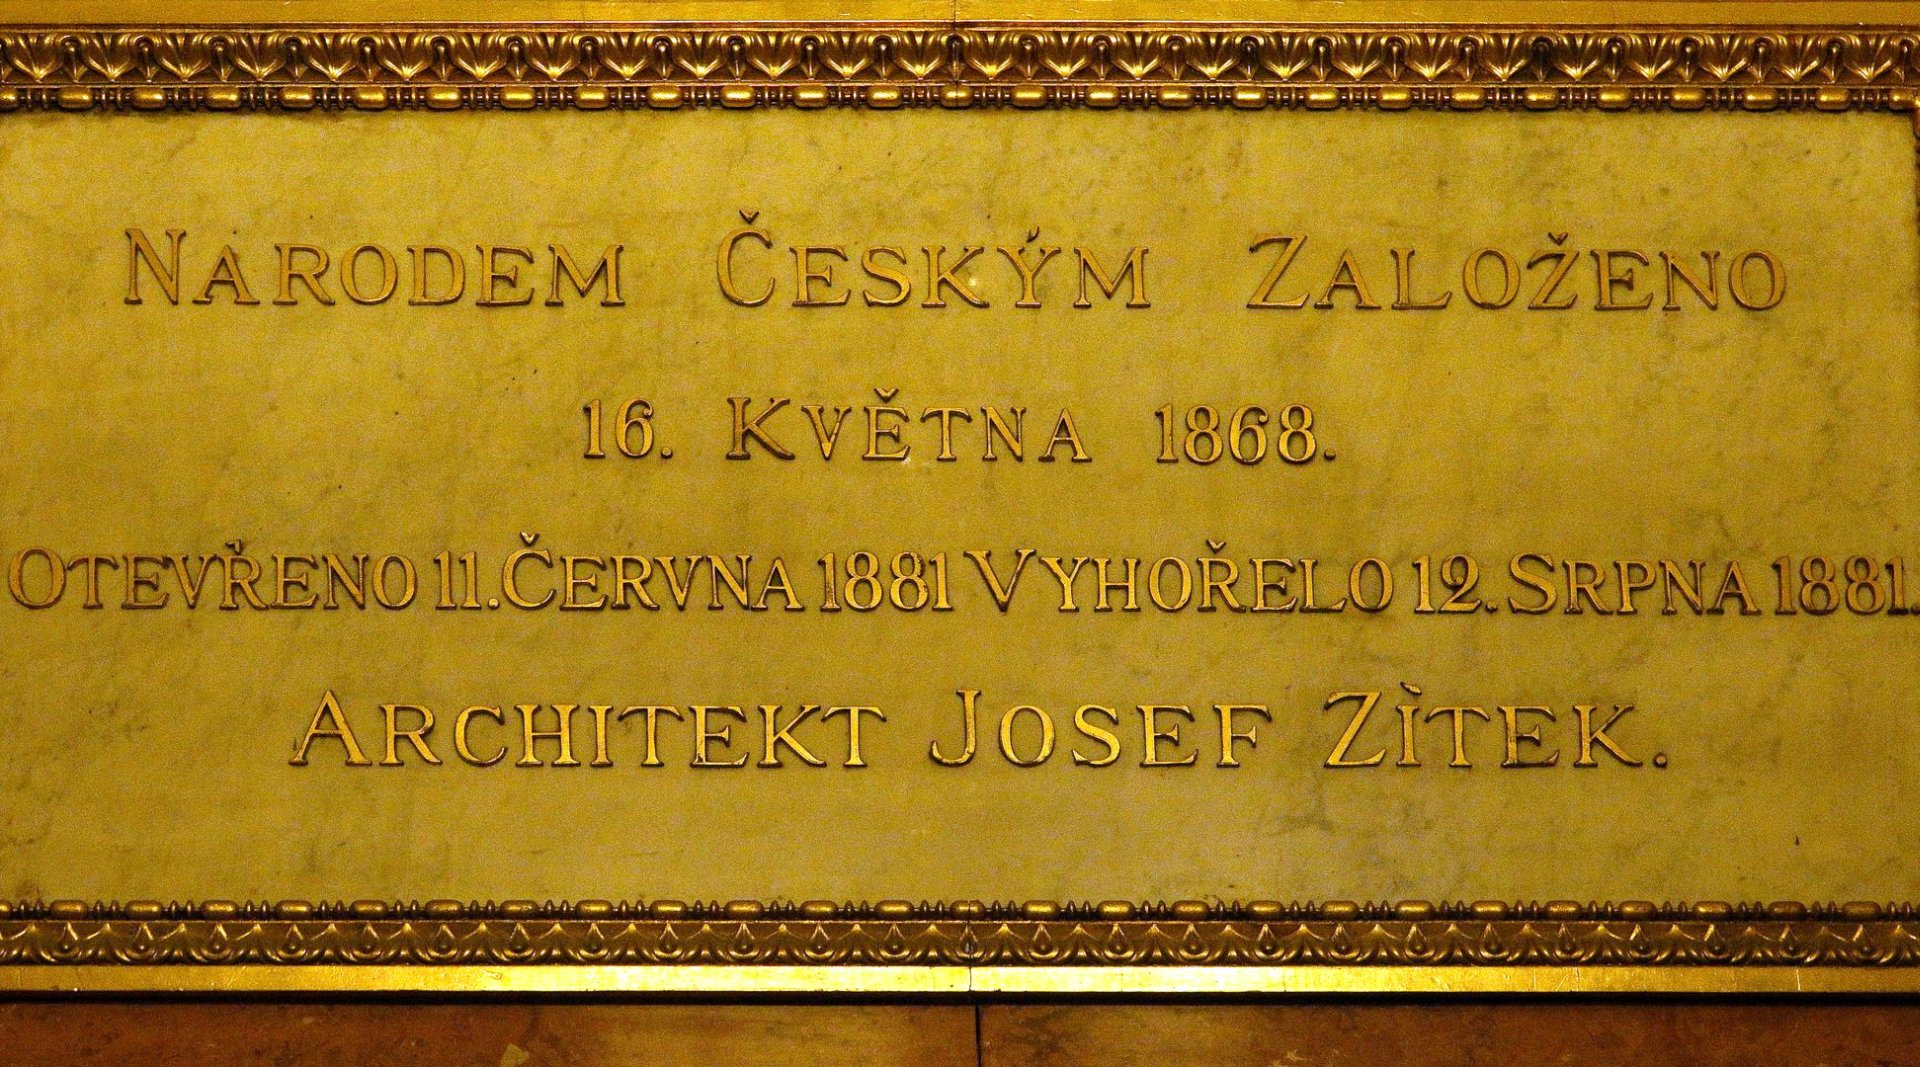 Narodem Českým Založeno
16. Května 1868.
Otevřeno 11. Června 1881 Vyhořelo 12. Srpna 1881.
Architekt Josef Zìtek.